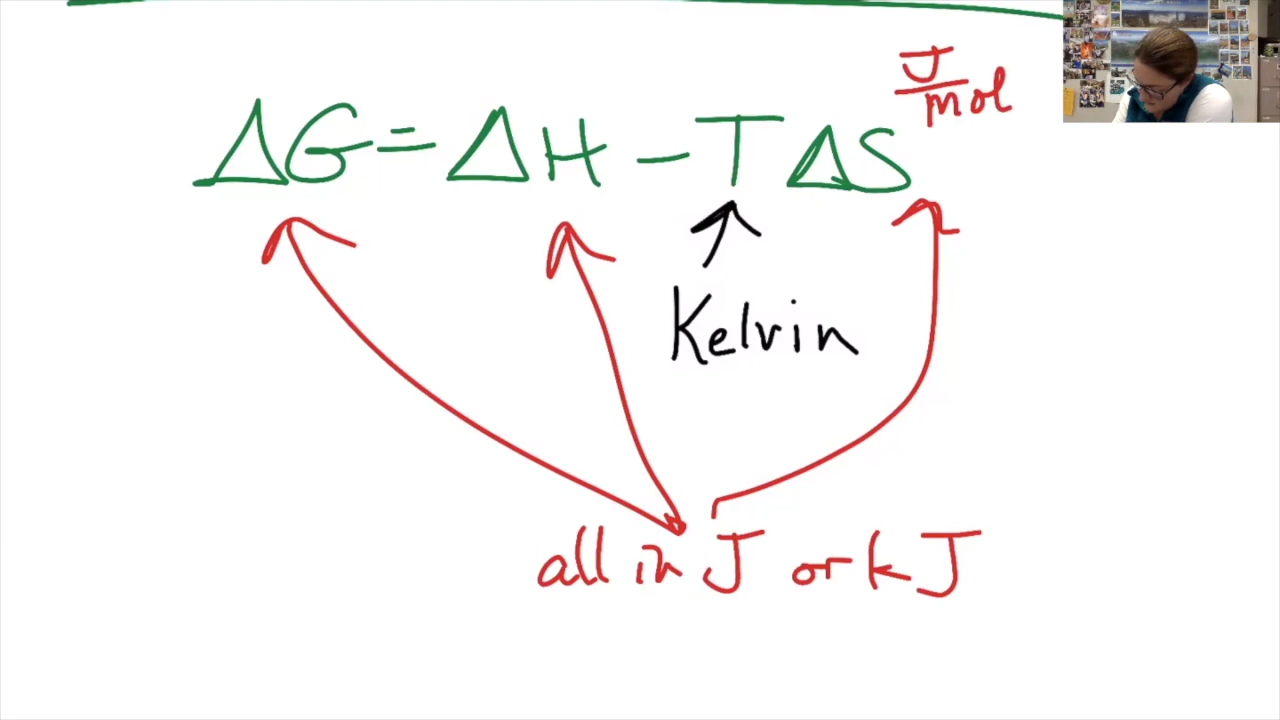 J/mol
ΔG = ΔH - TΔS
Kelvin
all in J or kJ